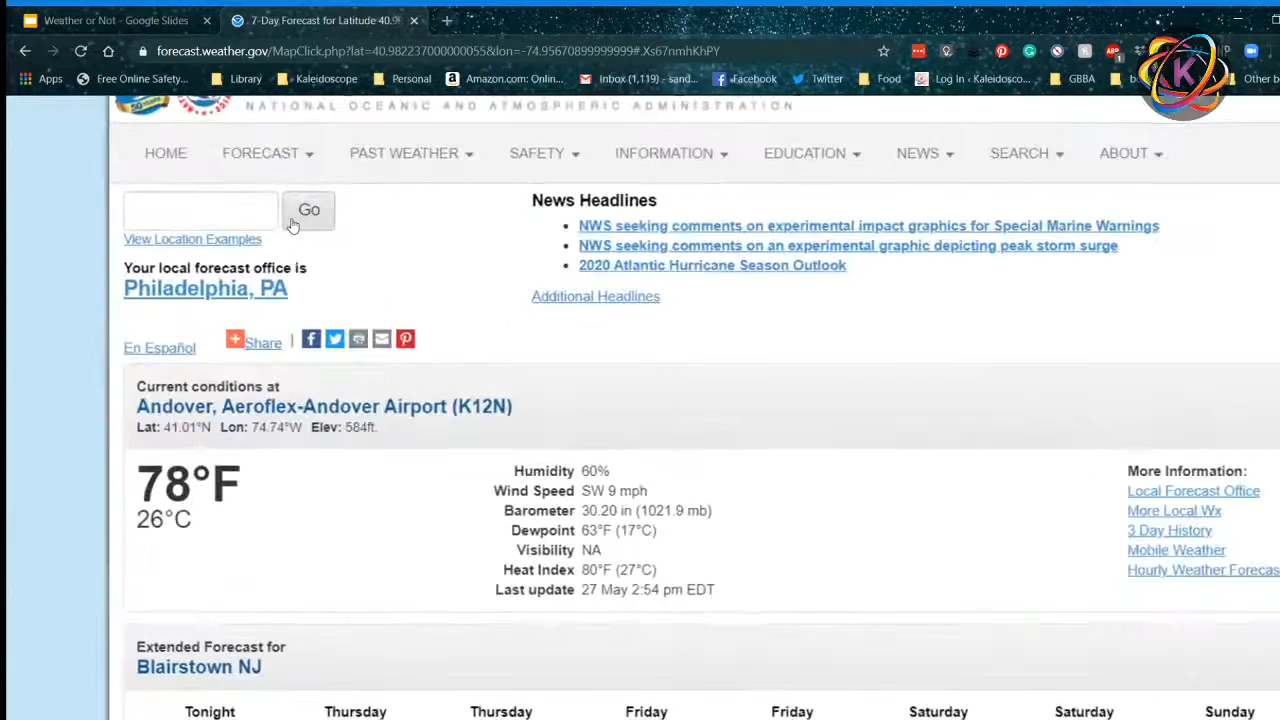 Weather or Not - Google Slides
7-Day Forecast for Latitude 40.9
forecast.weather.gov/MapClick.php?lat=40.982237000000055&lon=-74.95670899999999#.Xs67nmhKhPY
Apps Free Online Safety... Library Kaleidoscope Personal Amazon.com: Onlin... Inbox (1,119) - sand... Facebook Twitter Food Log In ‹ Kaleidosco... GBBA Other b
K
NATIONAL OCEANIC AND ATMOSPHERIC ADMINISTRATION
HOME FORECAST PAST WEATHER SAFETY INFORMATION EDUCATION NEWS SEARCH ABOUT
Go
View Location Examples
Your local forecast office is
Philadelphia, PA
News Headlines
NWS seeking comments on experimental impact graphics for Special Marine Warnings
NWS seeking comments on an experimental graphic depicting peak storm surge
2020 Atlantic Hurricane Season Outlook
Additional Headlines
En Español Share |
Current conditions at
Andover, Aeroflex-Andover Airport (K12N)
Lat: 41.01°N Lon: 74.74°W Elev: 584ft.
78°F
26°C
Humidity 60%
Wind Speed SW 9 mph
Barometer 30.20 in (1021.9 mb)
Dewpoint 63°F (17°C)
Visibility NA
Heat Index 80°F (27°C)
Last update 27 May 2:54 pm EDT
More Information:
Local Forecast Office
More Local Wx
3 Day History
Mobile Weather
Hourly Weather Forecas
Extended Forecast for
Blairstown NJ
Tonight Thursday Thursday Friday Friday Saturday Saturday Sunday